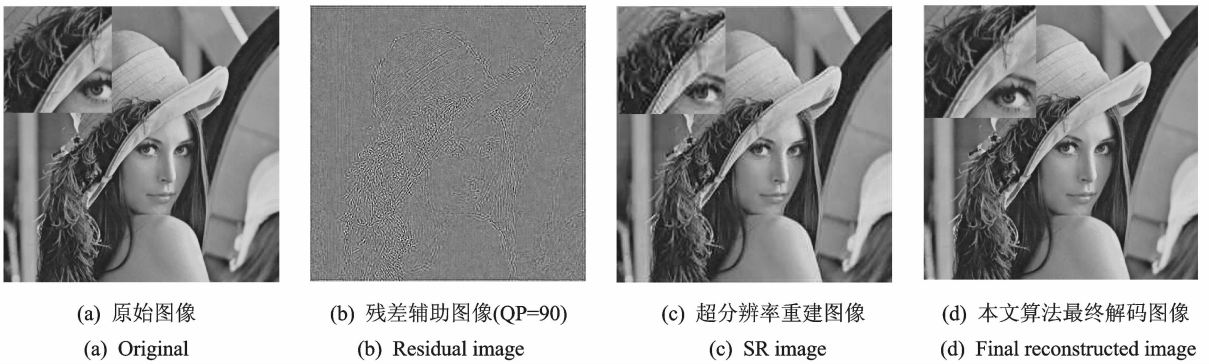 (a) 原始图像
(b) 残差辅助图像(QP=90)
(c) 超分辨率重建图像
(d) 本文算法最终解码图像
(a) Original
(b) Residual image
(c) SR image
(d) Final reconstructed image